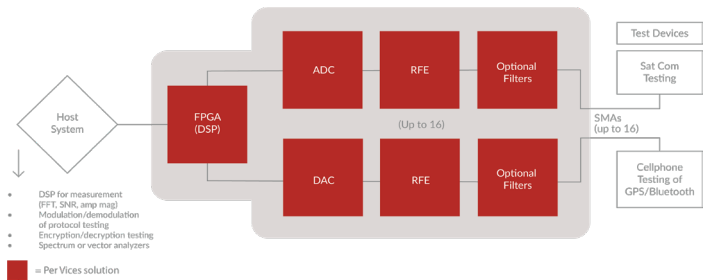 Test Devices
ADC
RFE
Optional
Filters
Sat Com
Testing
Host
System
FPGA
(DSP)
(Up to 16)
SMAs
(up to 16)
DAC
RFE
Optional
Filters
Cellphone
Testing of
GPS/Bluetooth
• DSP for measurement
(FFT, SNR, amp mag)
• Modulation/demodulation
of protocol testing
• Encryption/decryption testing
• Spectrum or vector analyzers
= Per Vices solution